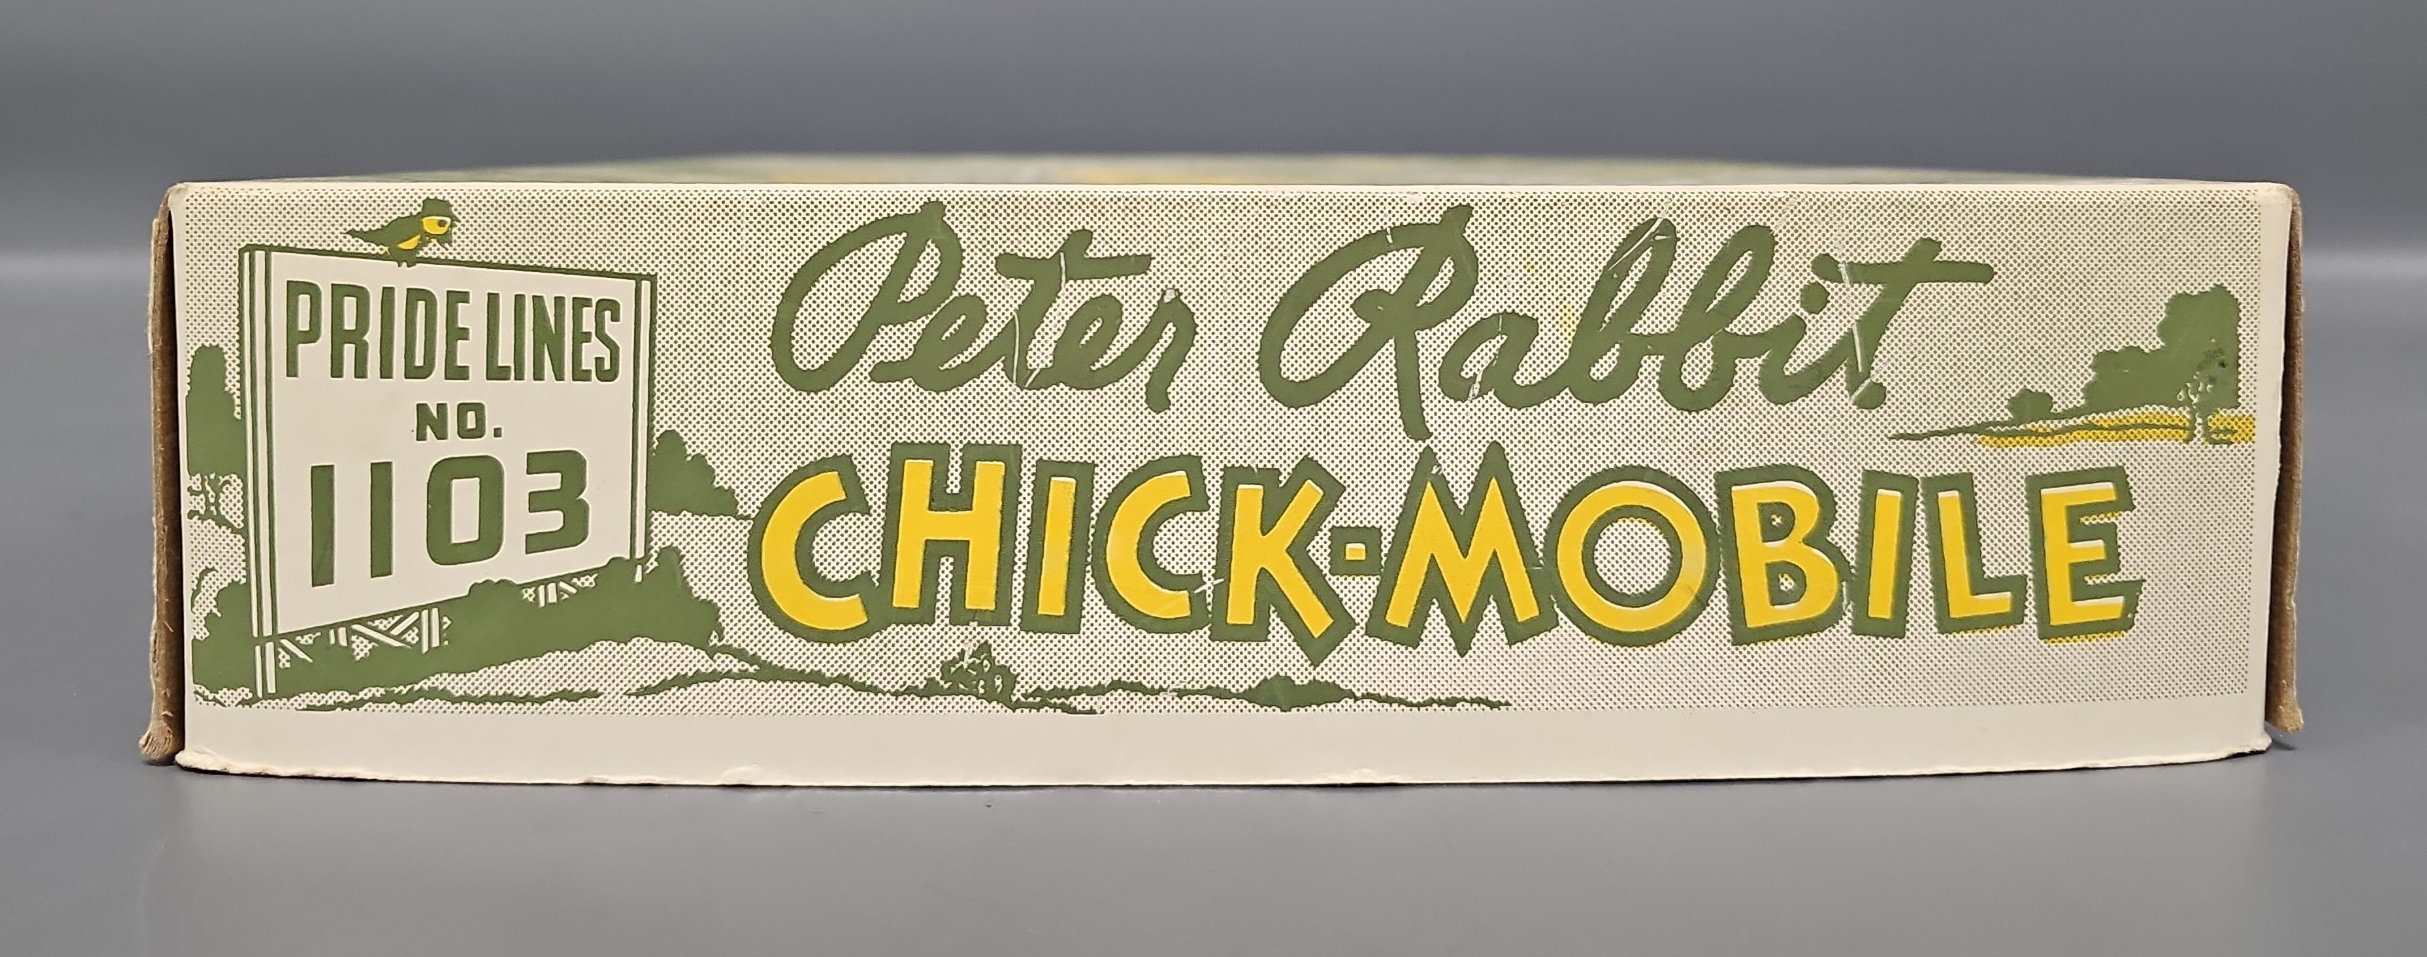 PRIDE LINES
NO.
1103
Peter Rabbit
CHICK-MOBILE